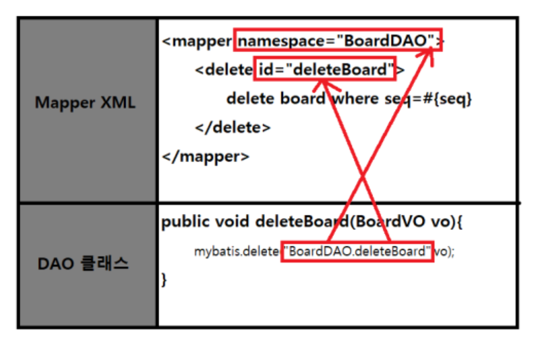 Mapper XML
<mapper namespace="BoardDAO">
<delete id="deleteBoard">
delete board where seq=#{seq}
</delete>
</mapper>
DAO 클래스
public void deleteBoard(BoardVO vo){
mybatis.delete("BoardDAO.deleteBoard" vo);
}